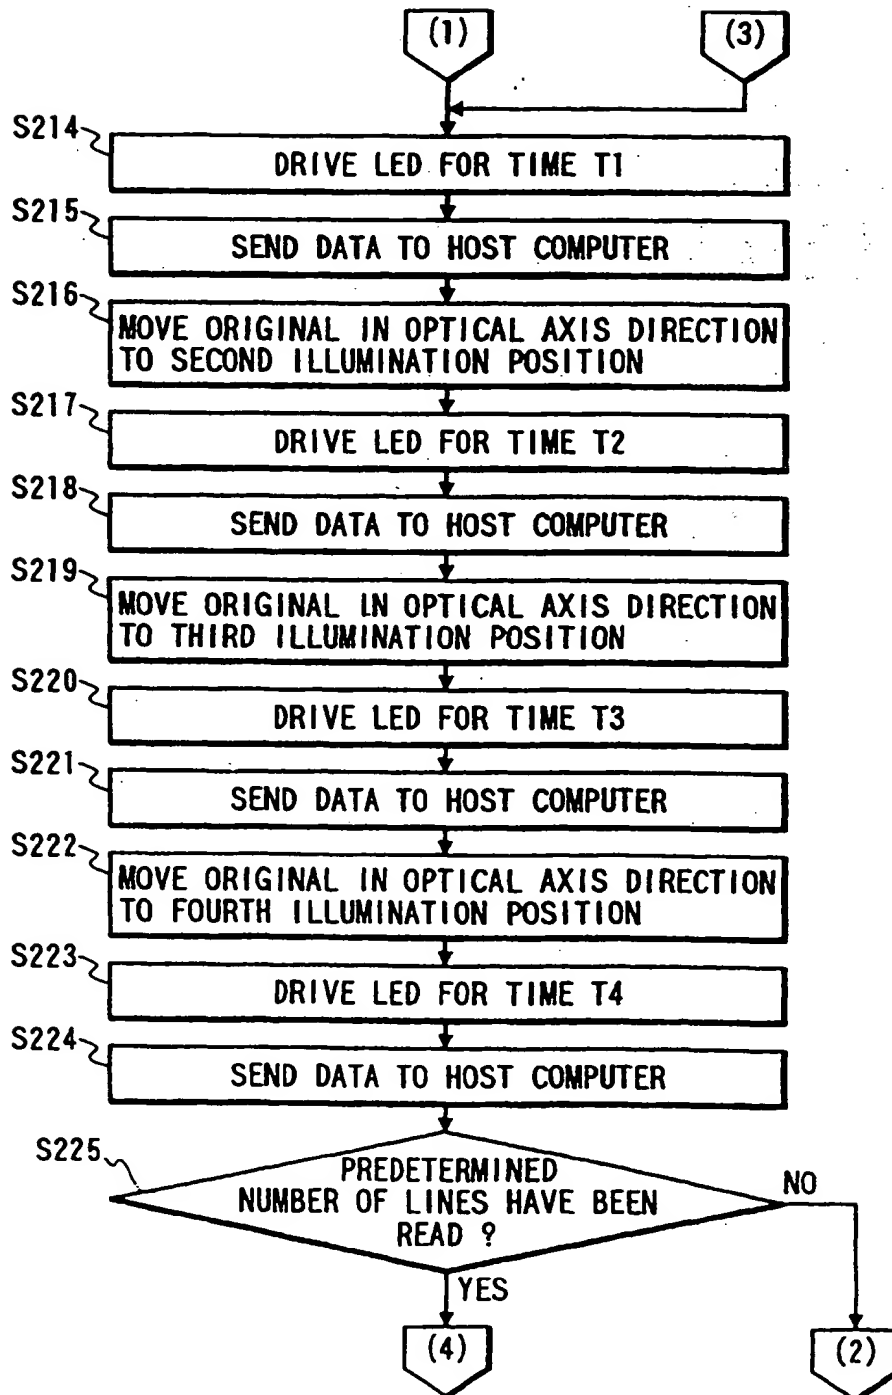 (1)
(3)
S214
DRIVE LED FOR TIME T1
S215
SEND DATA TO HOST COMPUTER
S216
MOVE ORIGINAL IN OPTICAL AXIS DIRECTION
TO SECOND ILLUMINATION POSITION
S217
DRIVE LED FOR TIME T2
S218
SEND DATA TO HOST COMPUTER
S219
MOVE ORIGINAL IN OPTICAL AXIS DIRECTION
TO THIRD ILLUMINATION POSITION
S220
DRIVE LED FOR TIME T3
S221
SEND DATA TO HOST COMPUTER
S222
MOVE ORIGINAL IN OPTICAL AXIS DIRECTION
TO FOURTH ILLUMINATION POSITION
S223
DRIVE LED FOR TIME T4
S224
SEND DATA TO HOST COMPUTER
S225
PREDETERMINED
NUMBER OF LINES HAVE BEEN
READ ?
NO
YES
(4)
(2)